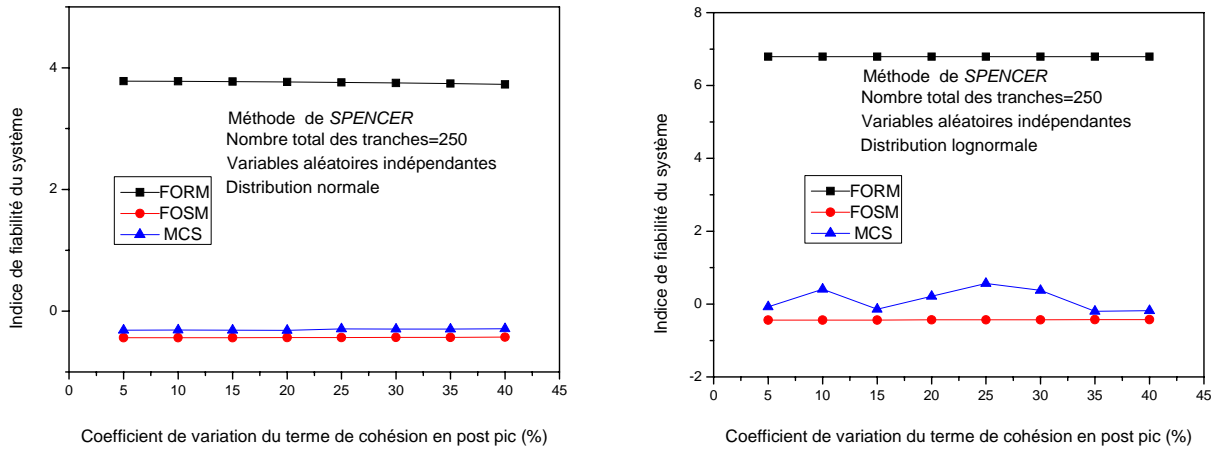 4
2
0
Indice de fiabilité du système
Méthode de SPENCER
Nombre total des tranches=250
Variables aléatoires indépendantes
Distribution normale
FORM
FOSM
MCS
0 5 10 15 20 25 30 35 40 45
Coefficient de variation du terme de cohésion en post pic (%)
8
6
4
2
0
-2
Indice de fiabilité du système
Méthode de SPENCER
Nombre total des tranches=250
Variables aléatoires indépendantes
Distribution lognormale
FORM
FOSM
MCS
0 5 10 15 20 25 30 35 40 45
Coefficient de variation du terme de cohésion en post pic (%)